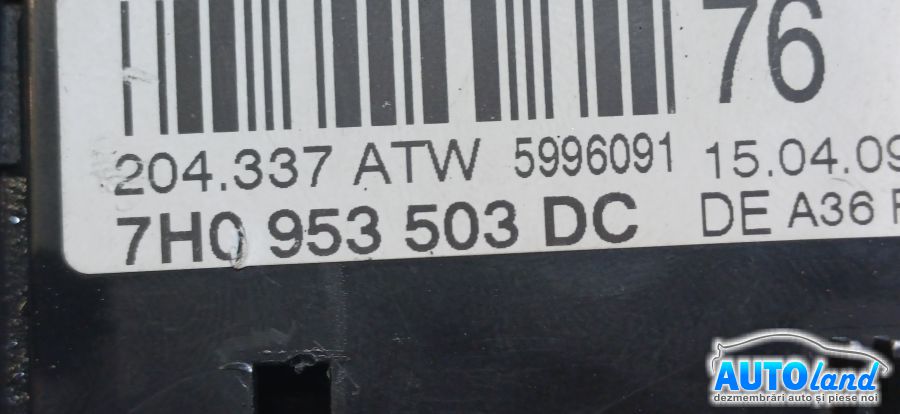 76
204.337 ATW 5996091 15.04.09
7H0 953 503 DC DE A36
AUTOland
dezmembrări auto și piese noi